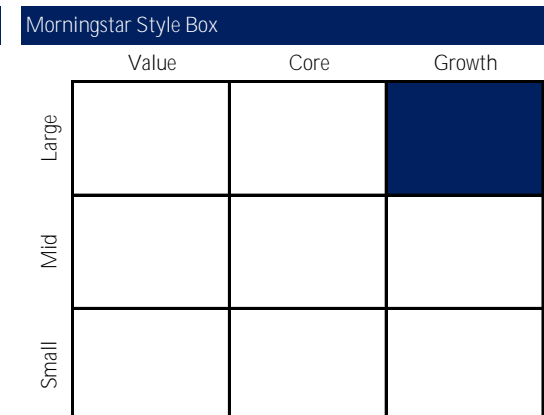 Morningstar Style Box
Value Core Growth
Large
Mid
Small